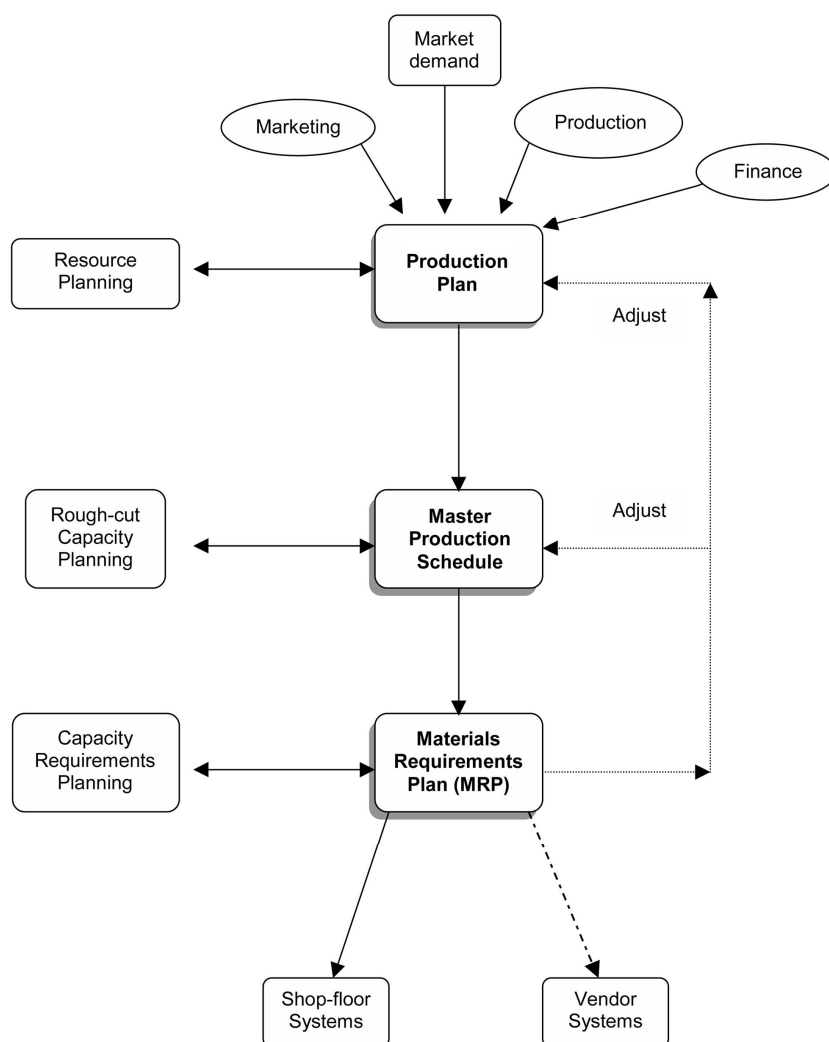 Market
demand
Marketing
Production
Finance
Resource
Planning
Production
Plan
Adjust
Rough-cut
Capacity
Planning
Master
Production
Schedule
Adjust
Capacity
Requirements
Planning
Materials
Requirements
Plan (MRP)
Shop-floor
Systems
Vendor
Systems